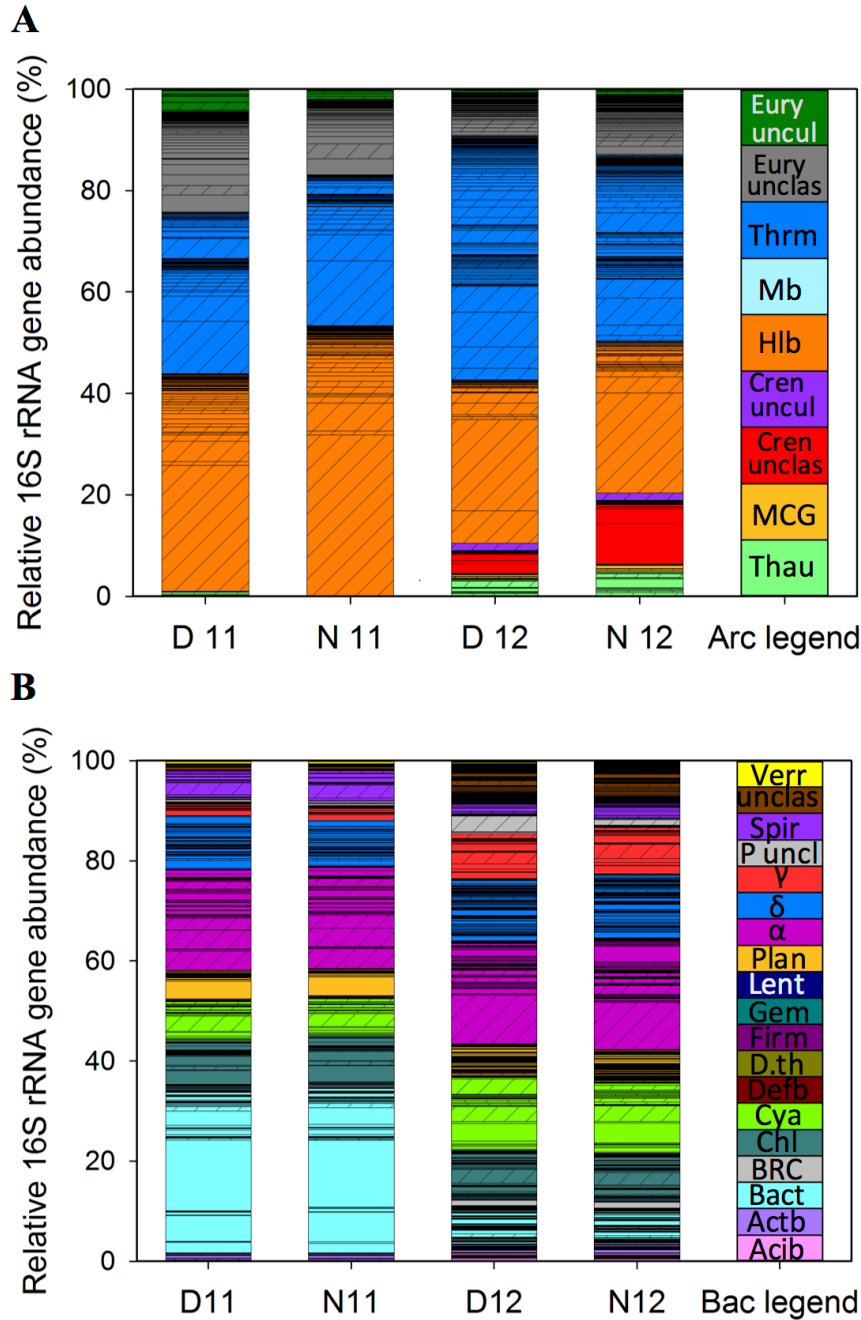 A
Relative 16S rRNA gene abundance (%)
100
80
60
40
20
0
Eury
uncul
Eury
unclas
Thrm
Mb
Hlb
Cren
uncul
Cren
unclas
MCG
Thau
D 11 N 11 D 12 N 12 Arc legend
B
Relative 16S rRNA gene abundance (%)
100
80
60
40
20
0
Verr
unclas
Spir
P uncl
γ
δ
α
Plan
Lent
Gem
Firm
D.th
Defb
Cya
Chl
BRC
Bact
Actb
Acib
D11 N11 D12 N12 Bac legend